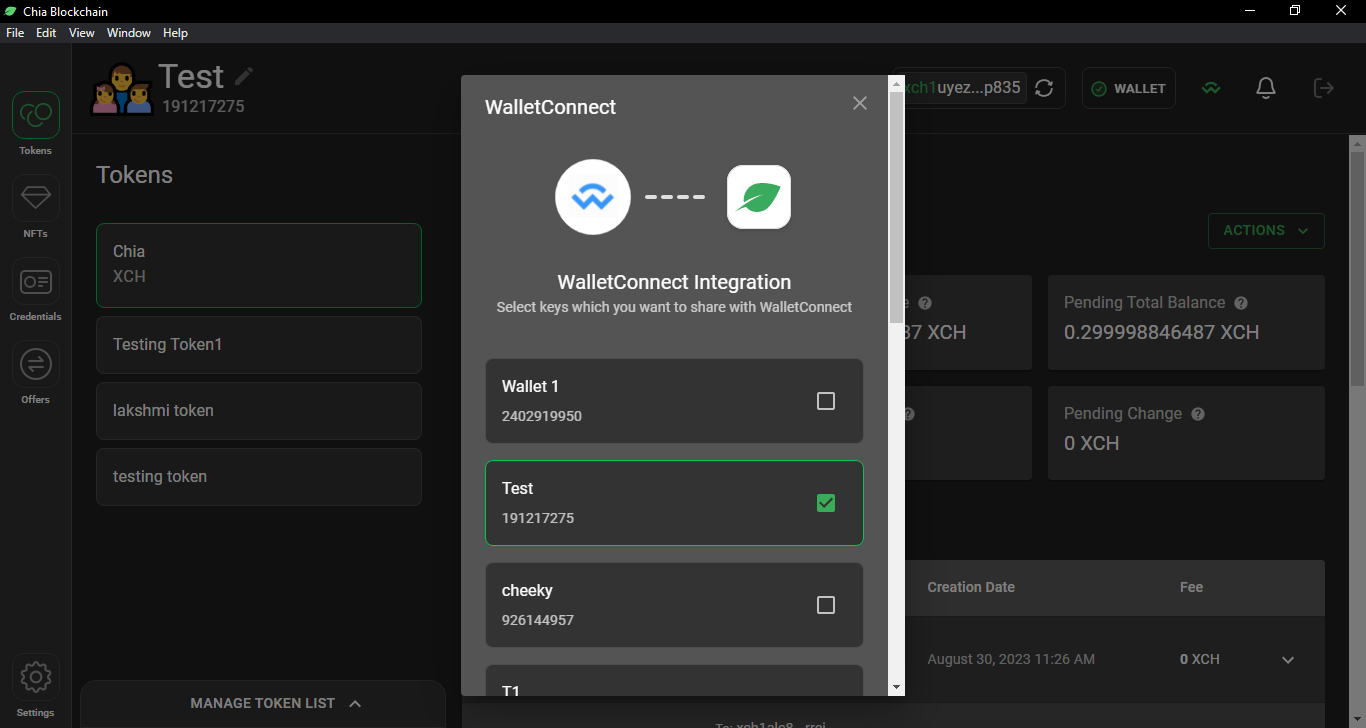 Chia Blockchain
File Edit View Window Help
Test
191217275
xch1uyez...p835
WALLET
Tokens
NFTs
Credentials
Offers
Settings
Tokens
Chia
XCH
Testing Token1
lakshmi token
testing token
MANAGE TOKEN LIST
WalletConnect
WalletConnect Integration
Select keys which you want to share with WalletConnect
Wallet 1
2402919950
Test
191217275
cheeky
926144957
T1
ACTIONS
37 XCH
Pending Total Balance
0.299998846487 XCH
Pending Change
0 XCH
Creation Date Fee
August 30, 2023 11:26 AM 0 XCH